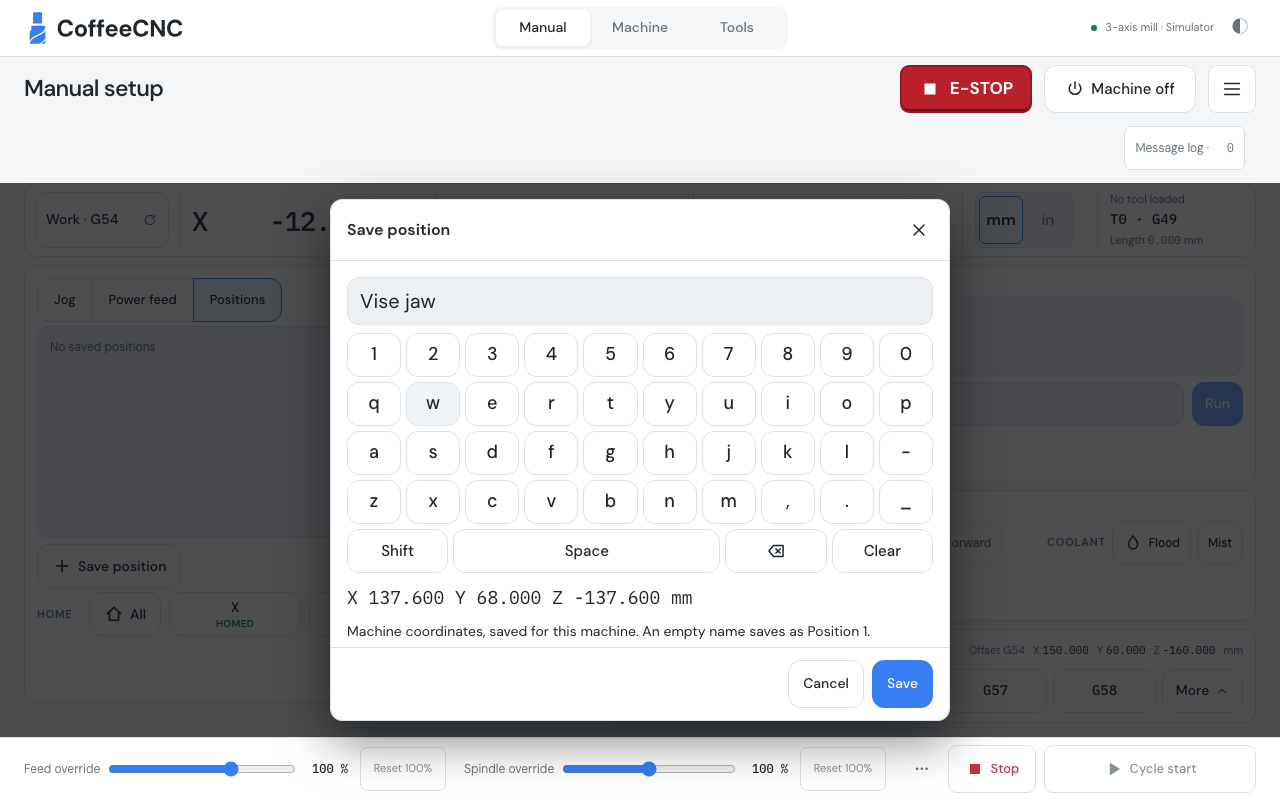 CoffeeCNC
Manual
Machine
Tools
3-axis mill · Simulator
Manual setup
E-STOP
Machine off
Message log · 0
Work · G54
X -12.
mm
in
No tool loaded
T0 · G49
Length 0.000 mm
Jog
Power feed
Positions
No saved positions
Run
Save position
Vise jaw
1 2 3 4 5 6 7 8 9 0
q w e r t y u i o p
a s d f g h j k l -
z x c v b n m , . _
Shift
Space
Clear
X 137.600 Y 68.000 Z -137.600 mm
Machine coordinates, saved for this machine. An empty name saves as Position 1.
Cancel
Save
Save position
HOME
All
X
HOMED
orward
COOLANT
Flood
Mist
Offset G54 X 150.000 Y 60.000 Z -160.000 mm
G57
G58
More
Feed override
100 %
Reset 100%
Spindle override
100 %
Reset 100%
...
Stop
Cycle start